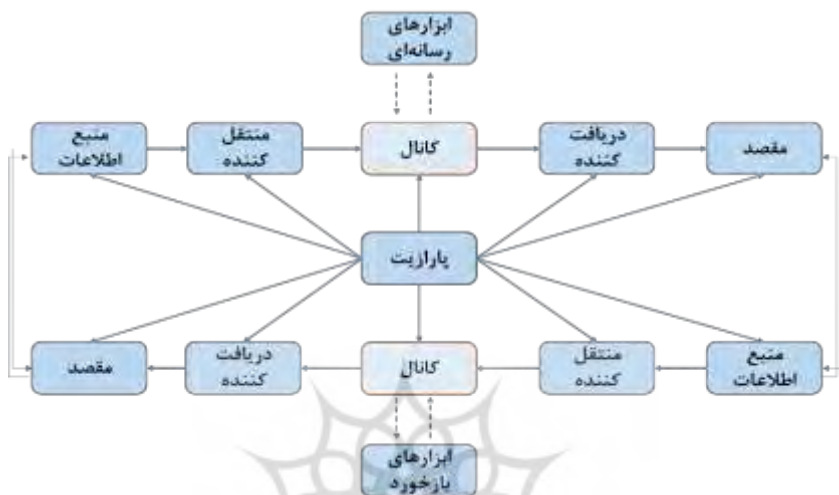 ابزارهای
رسانه‌ای
منبع
اطلاعات
منتقل
کننده
کانال
دریافت
کننده
مقصد
پارازیت
مقصد
دریافت
کننده
کانال
منتقل
کننده
منبع
اطلاعات
ابزارهای
بازخورد